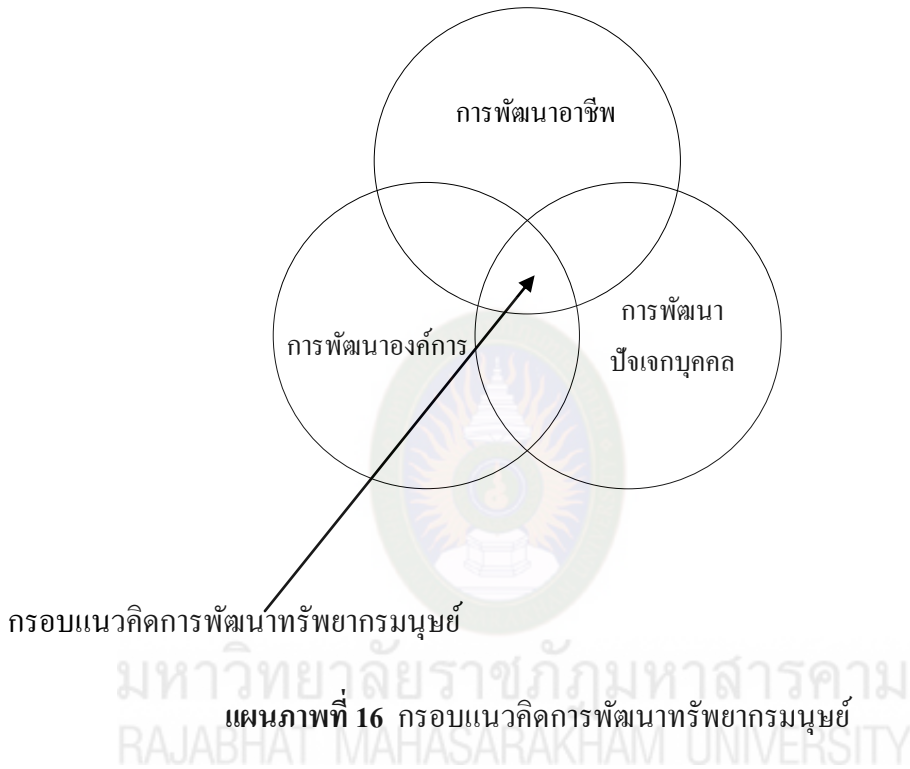 การพัฒนาอาชีพ
การพัฒนาองค์การ
การพัฒนา
ปัจเจกบุคคล
กรอบแนวคิดการพัฒนาทรัพยากรมนุษย์
มหาวิทยาลัยราชภัฏมหาสารคาม
แผนภาพที่ 16 กรอบแนวคิดการพัฒนาทรัพยากรมนุษย์
RAJABHAT MAHASARAKHAM UNIVERSITY